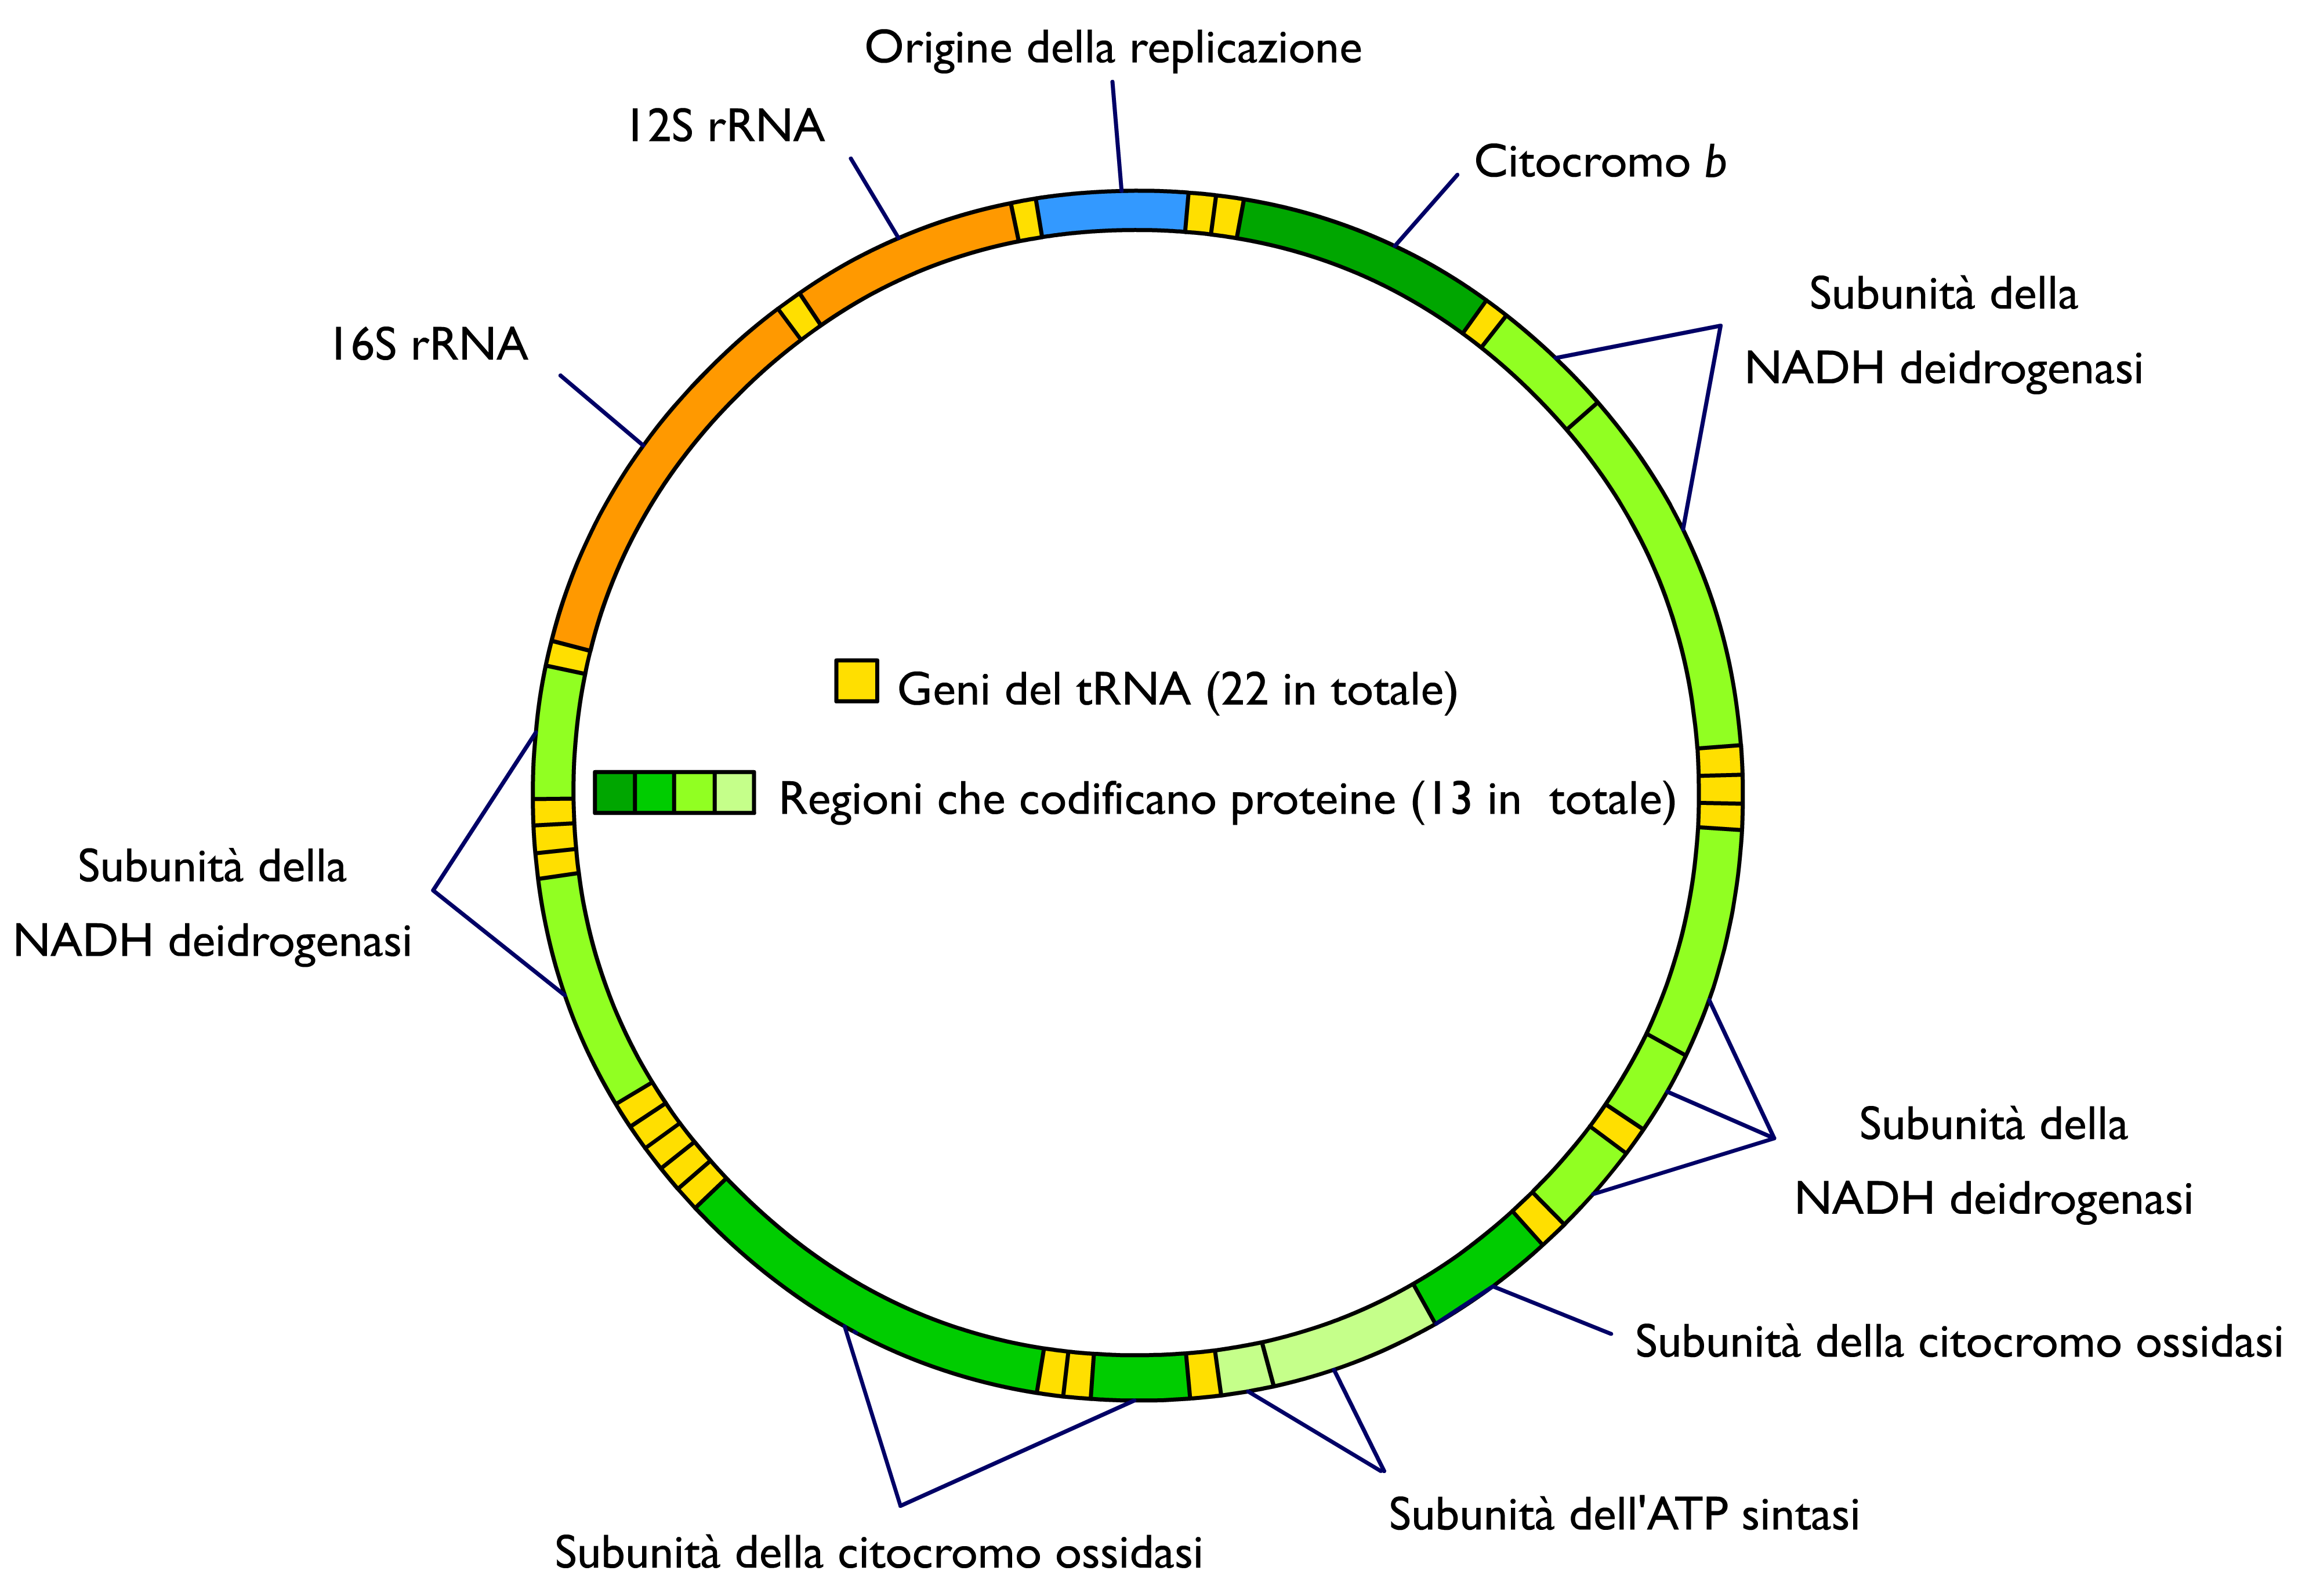 Origine della replicazione
12S rRNA
Citocromo b
Subunità della
NADH deidrogenasi
16S rRNA
Geni del tRNA (22 in totale)
Regioni che codificano proteine (13 in totale)
Subunità della
NADH deidrogenasi
Subunità della
NADH deidrogenasi
Subunità della citocromo ossidasi
Subunità dell'ATP sintasi
Subunità della citocromo ossidasi